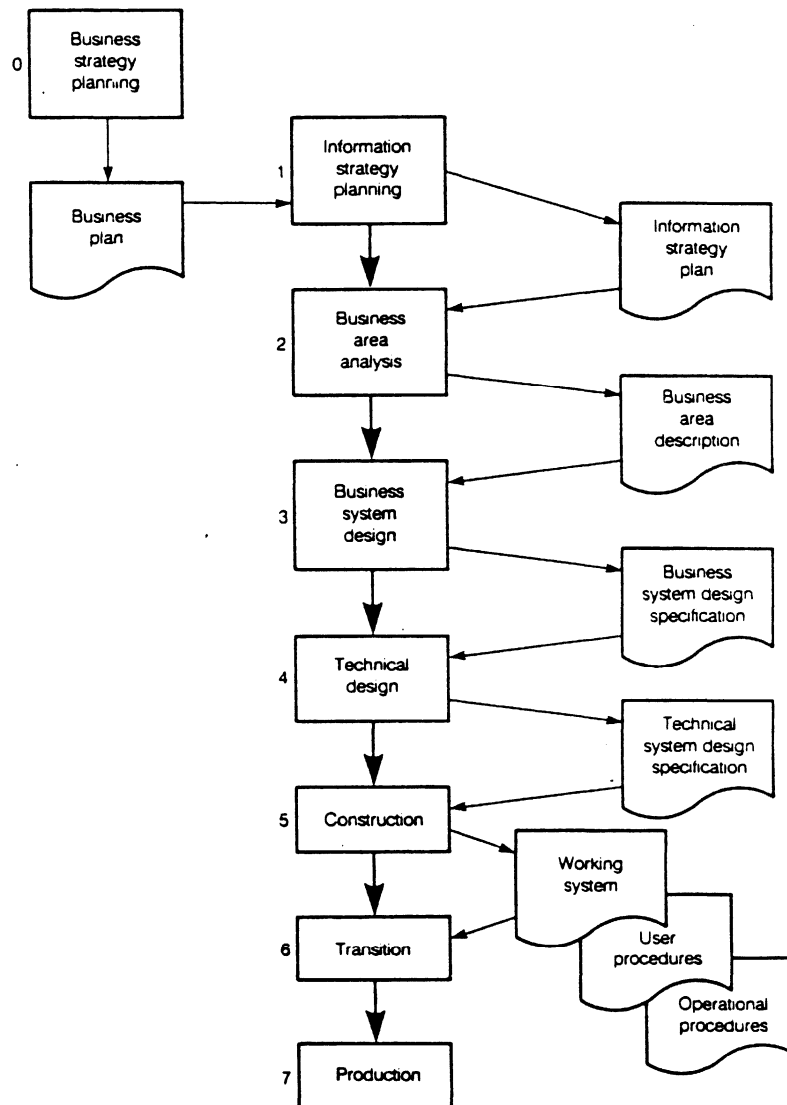 0
Business
strategy
planning
Business
plan
1
Information
strategy
planning
Information
strategy
plan
2
Business
area
analysis
Business
area
description
3
Business
system
design
Business
system design
specification
4
Technical
design
Technical
system design
specification
5
Construction
Working
system
User
procedures
Operational
procedures
6
Transition
7
Production